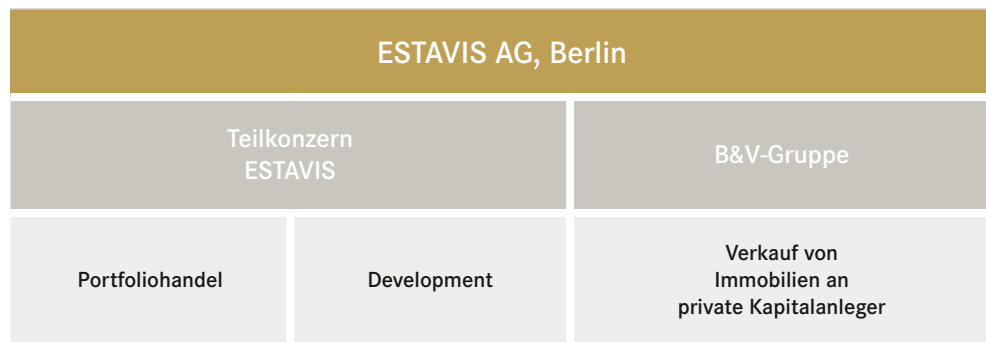 ESTAVIS AG, Berlin
Teilkonzern
ESTAVIS
B&V-Gruppe
Portfoliohandel
Development
Verkauf von
Immobilien an
private Kapitalanleger